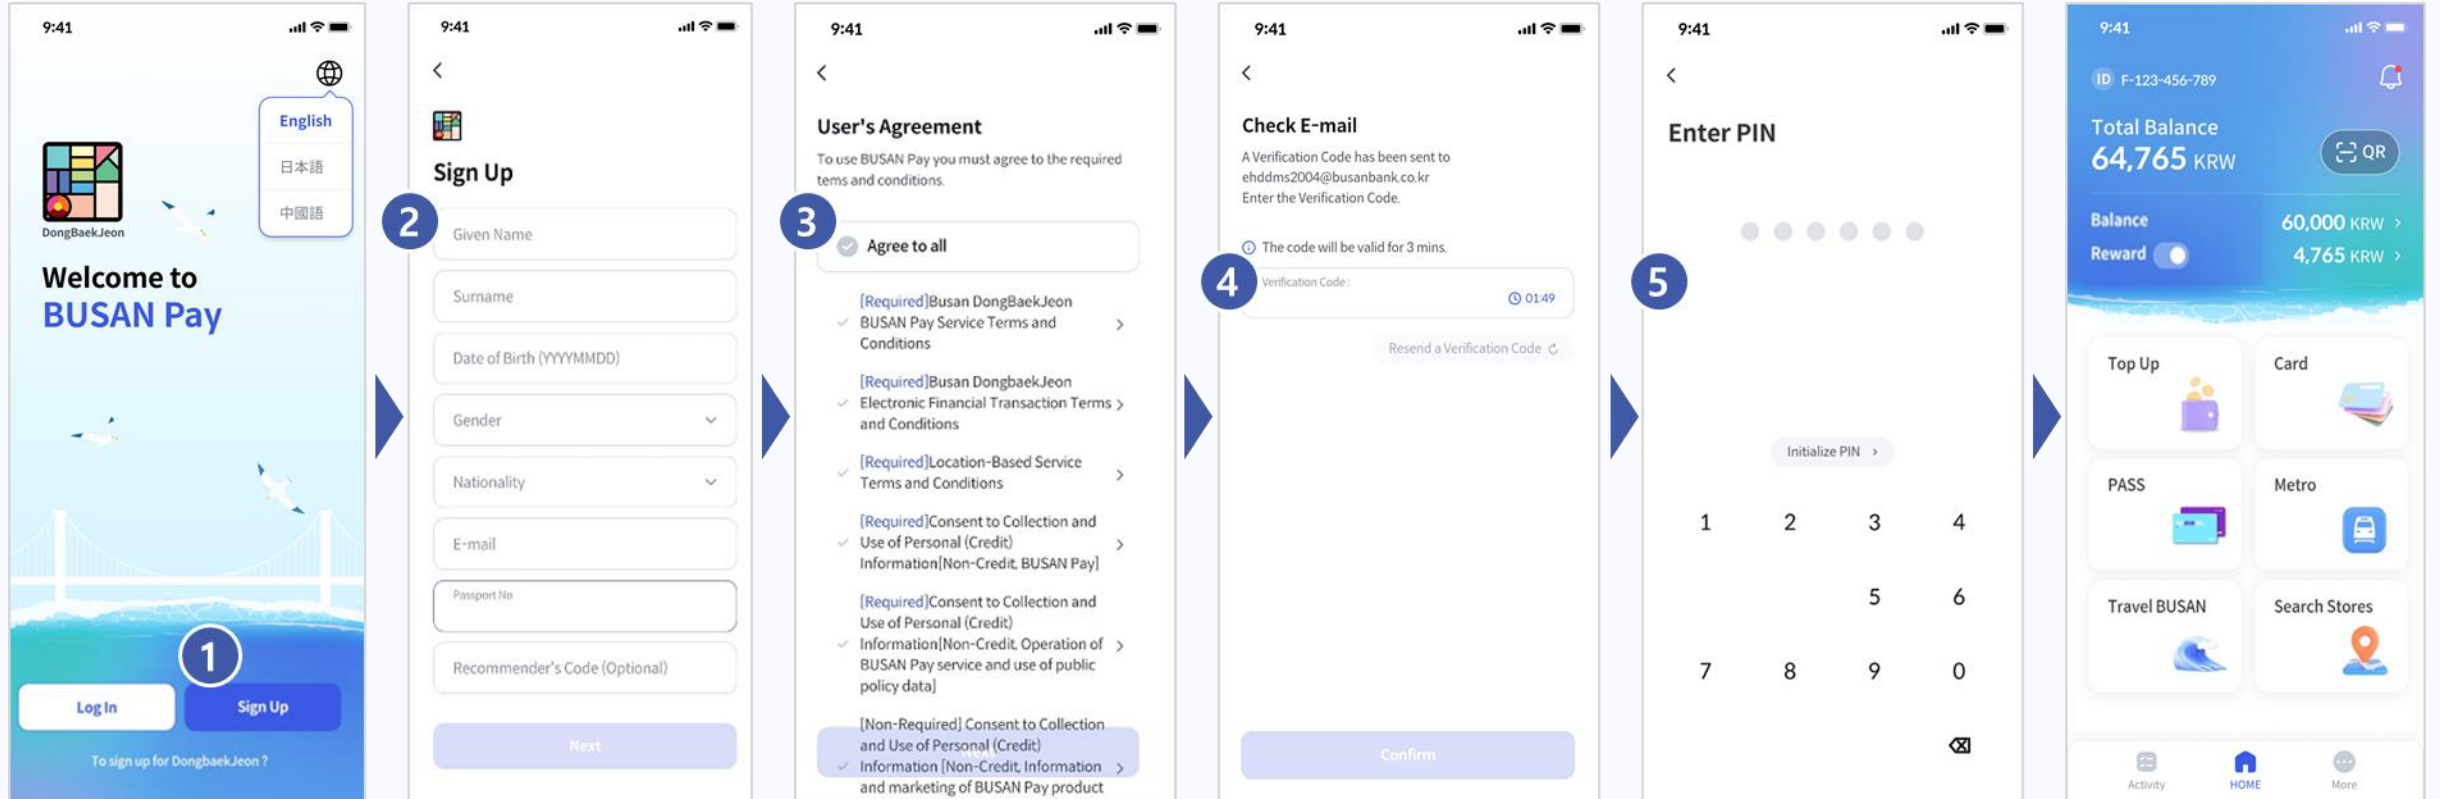 9:41
English
日本語
中國語
DongBaekJeon
Welcome to
BUSAN Pay
1
Log In
Sign Up
To sign up for DongbaekJeon ?
9:41
Sign Up
2
Given Name
Surname
Date of Birth (YYYYMMDD)
Gender
Nationality
E-mail
Passport No
Recommender's Code (Optional)
Next
9:41
User's Agreement
To use BUSAN Pay you must agree to the required
tems and conditions.
3
Agree to all
[Required]Busan DongBaekJeon
BUSAN Pay Service Terms and
Conditions
[Required]Busan DongbaekJeon
Electronic Financial Transaction Terms
and Conditions
[Required]Location-Based Service
Terms and Conditions
[Required]Consent to Collection and
Use of Personal (Credit)
Information[Non-Credit, BUSAN Pay]
[Required]Consent to Collection and
Use of Personal (Credit)
Information[Non-Credit, Operation of
BUSAN Pay service and use of public
policy data]
[Non-Required] Consent to Collection
and Use of Personal (Credit)
Information [Non-Credit, Information
and marketing of BUSAN Pay product
9:41
Check E-mail
A Verification Code has been sent to
ehddms2004@busanbank.co.kr
Enter the Verification Code.
The code will be valid for 3 mins.
4
Verification Code :
01:49
Resend a Verification Code
Confirm
9:41
Enter PIN
5
Initialize PIN >
1 2 3 4
5 6
7 8 9 0
9:41
ID F-123-456-789
Total Balance
64,765 KRW
QR
Balance 60,000 KRW >
Reward 4,765 KRW >
Top Up
Card
PASS
Metro
Travel BUSAN
Search Stores
Activity
HOME
More